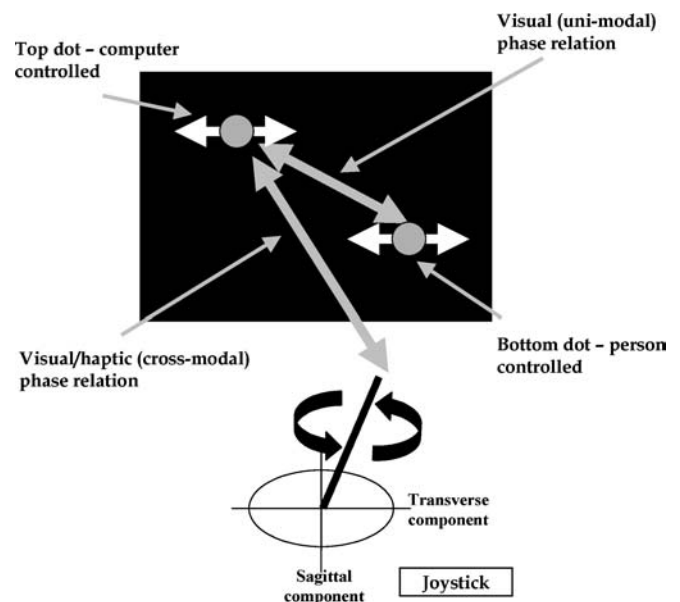 Top dot – computer
controlled
Visual (uni-modal)
phase relation
Visual/haptic (cross-modal)
phase relation
Bottom dot – person
controlled
Transverse
component
Sagittal
component
Joystick